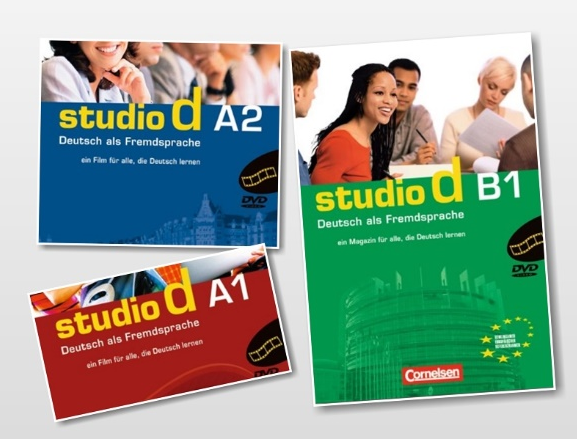 studio d A2
Deutsch als Fremdsprache
ein Film für alle, die Deutsch lernen
DVD
studio d B1
Deutsch als Fremdsprache
ein Magazin für alle, die Deutsch lernen
DVD
Cornelsen
studio d A1
Deutsch als Fremdsprache
ein Film für alle, die Deutsch lernen
DVD